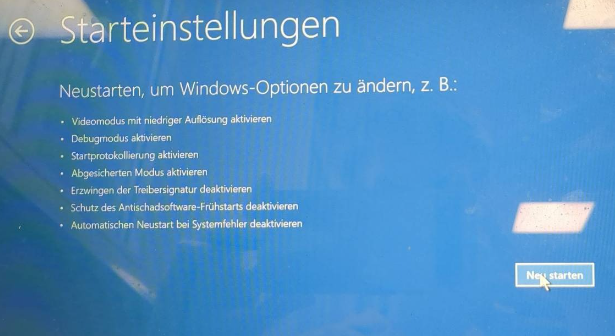 Starteinstellungen
Neustarten, um Windows-Optionen zu ändern, z. B.:
• Videomodus mit niedriger Auflösung aktivieren
• Debugmodus aktivieren
• Startprotokollierung aktivieren
• Abgesicherten Modus aktivieren
• Erzwingen der Treibersignatur deaktivieren
• Schutz des Antischadsoftware-Frühstarts deaktivieren
• Automatischen Neustart bei Systemfehler deaktivieren
Neu starten